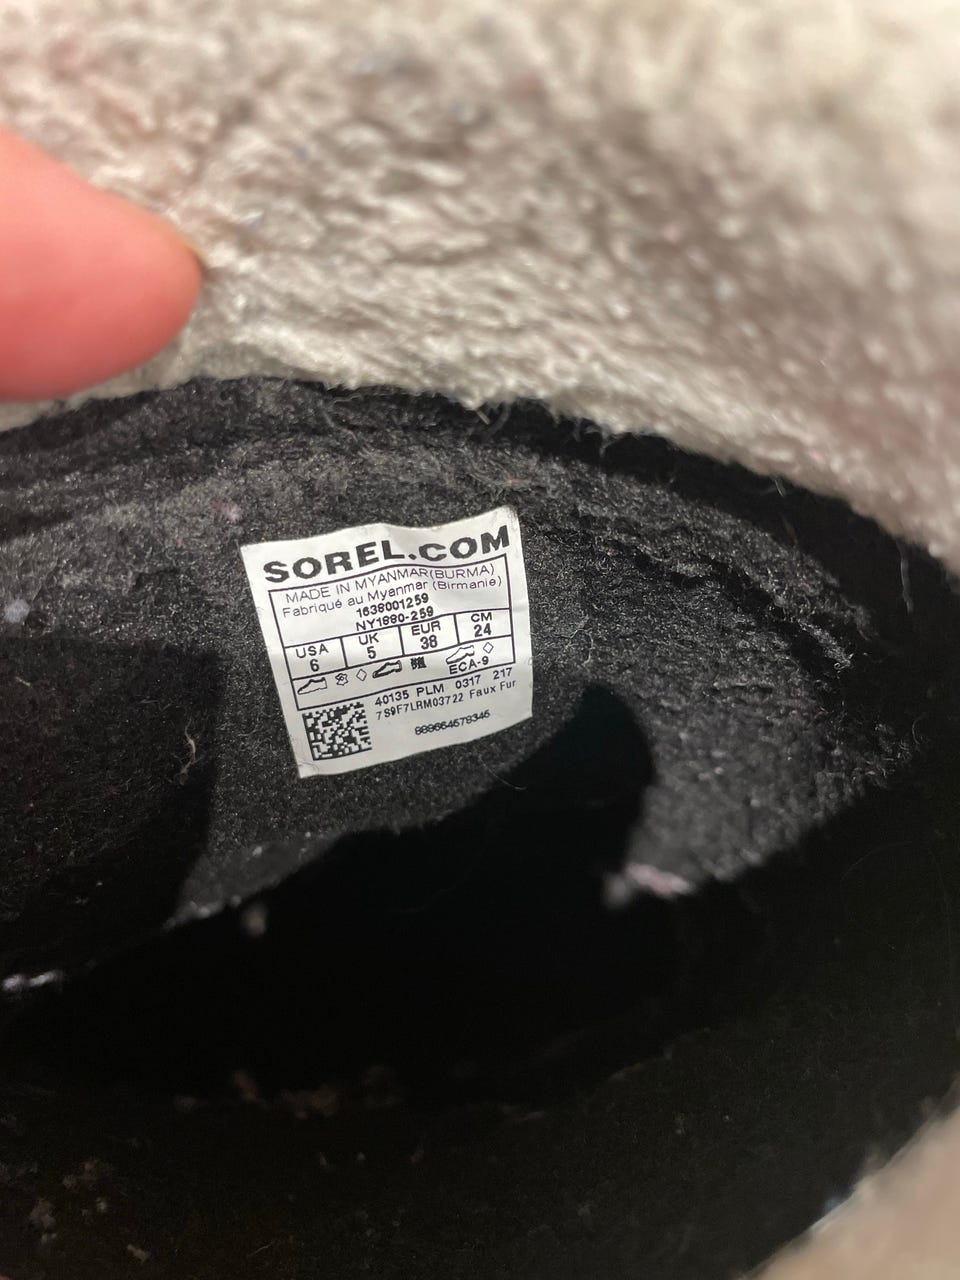 SOREL.COM
MADE IN MYANMAR(BURMA)
Fabriqué au Myanmar (Birmanie)
1638001259
NY1880-259
USA UK EUR CM
6 5 38 24
ECA-9
40135 PLM 0317 217
7S9F7LRM03722 Faux Fur
888664578345